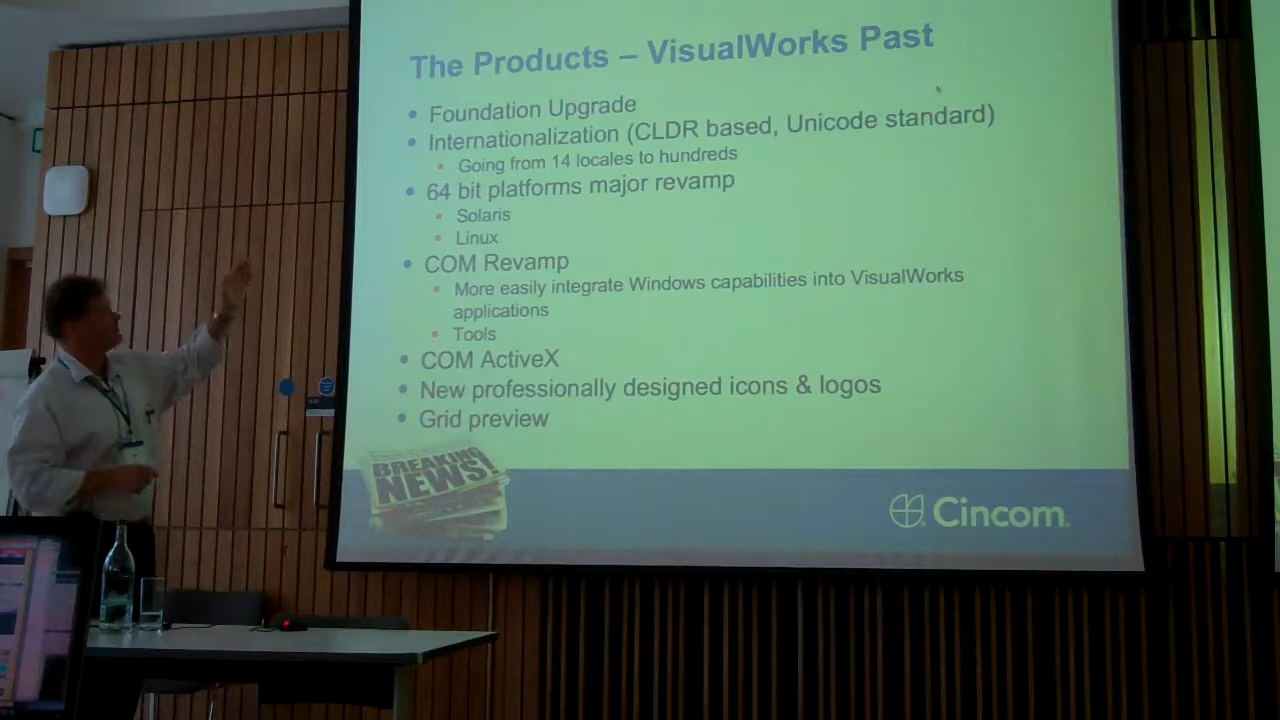 The Products – VisualWorks Past
• Foundation Upgrade
• Internationalization (CLDR based, Unicode standard)
▪ Going from 14 locales to hundreds
• 64 bit platforms major revamp
▪ Solaris
▪ Linux
• COM Revamp
▪ More easily integrate Windows capabilities into VisualWorks
applications
▪ Tools
• COM ActiveX
• New professionally designed icons & logos
• Grid preview
BREAKING
NEWS!
Cincom